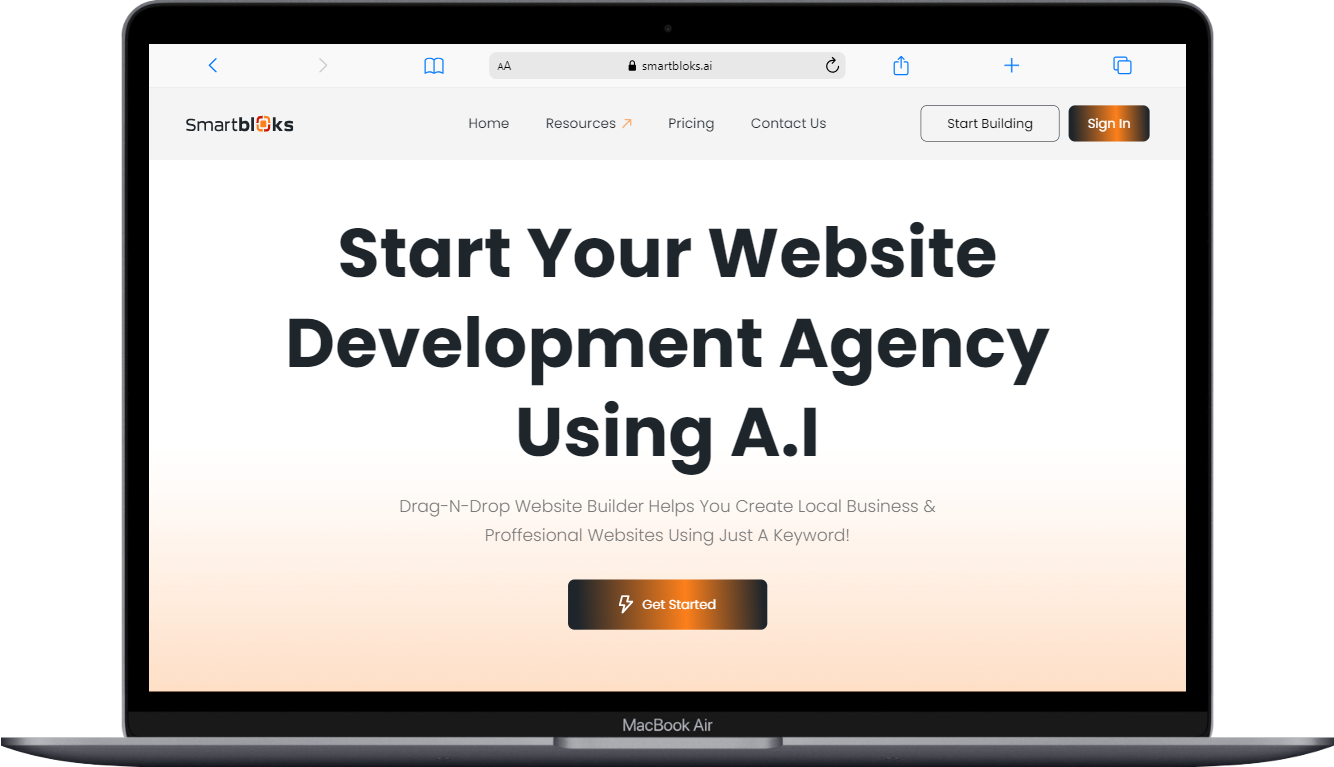 AA
smartbloks.ai
Smartbloks
Home
Resources
Pricing
Contact Us
Start Building
Sign In
Start Your Website
Development Agency
Using A.I
Drag-N-Drop Website Builder Helps You Create Local Business &
Proffesional Websites Using Just A Keyword!
Get Started
MacBook Air